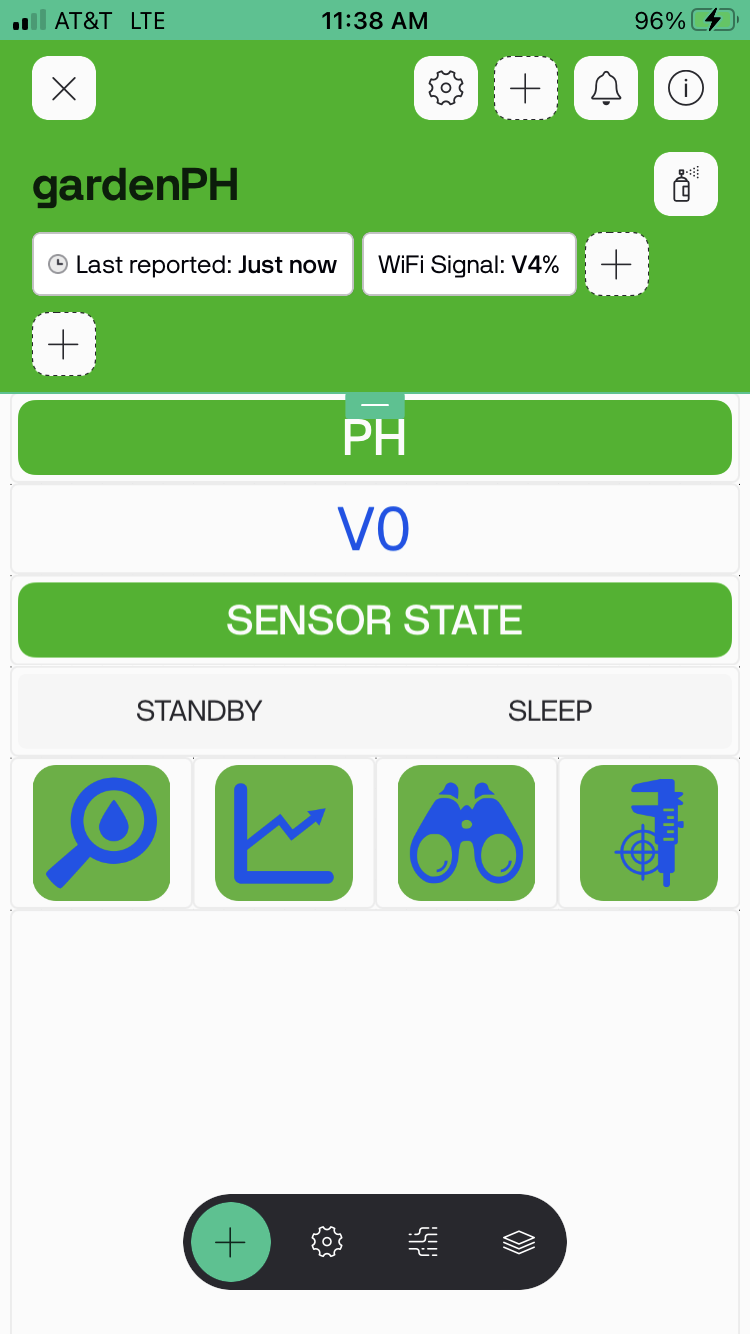 AT&T LTE 11:38 AM 96%
gardenPH
Last reported: Just now WiFi Signal: V4%
PH
V0
SENSOR STATE
STANDBY SLEEP